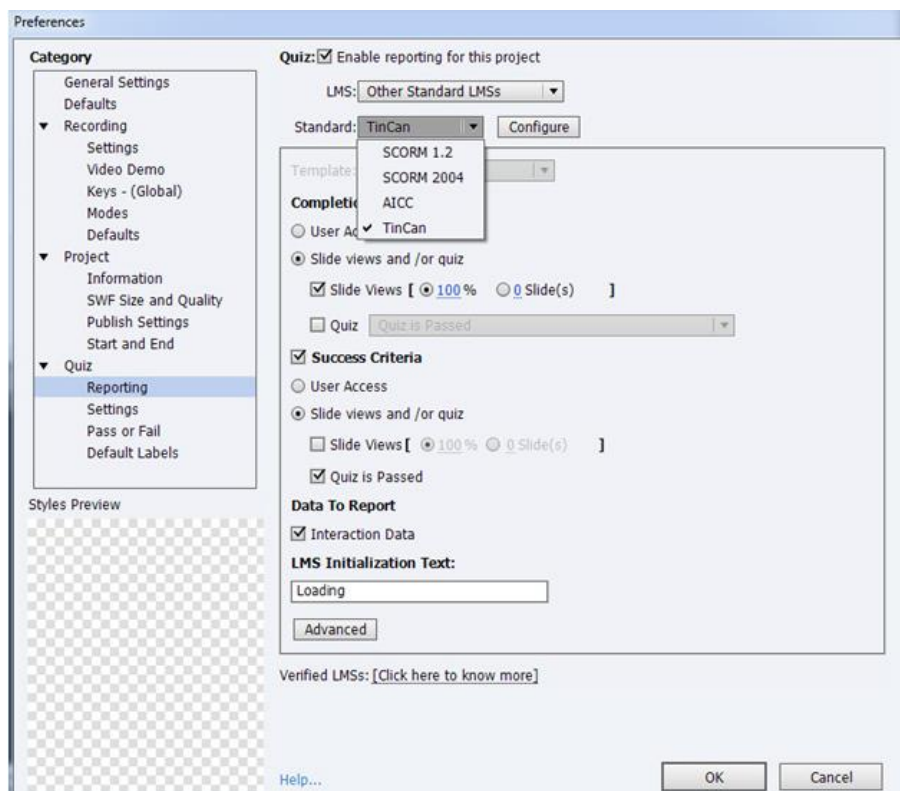 Preferences
Category
General Settings
Defaults
Recording
Settings
Video Demo
Keys - (Global)
Modes
Defaults
Project
Information
SWF Size and Quality
Publish Settings
Start and End
Quiz
Reporting
Settings
Pass or Fail
Default Labels
Styles Preview
Quiz: Enable reporting for this project
LMS: Other Standard LMSs
Standard: TinCan Configure
SCORM 1.2
SCORM 2004
AICC
TinCan
Template:
Completio
User Ac
Slide views and /or quiz
Slide Views [ 100 % 0 Slide(s) ]
Quiz Quiz is Passed
Success Criteria
User Access
Slide views and /or quiz
Slide Views [ 100 % 0 Slide(s) ]
Quiz is Passed
Data To Report
Interaction Data
LMS Initialization Text:
Loading
Advanced
Verified LMSs: [Click here to know more]
Help...
OK Cancel